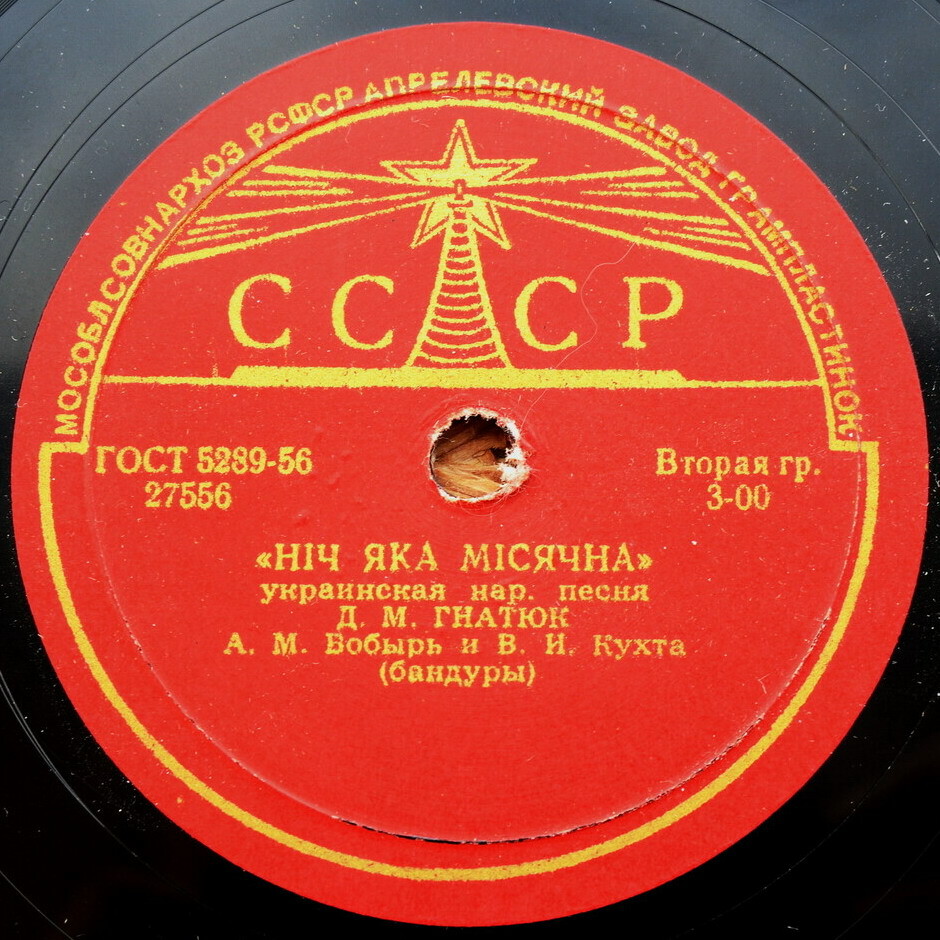 МОСОБЛСОВНАРХОЗ РСФСР АПРЕЛЕВСКИЙ ЗАВОД ГРАМПЛАСТИНОК
СССР
ГОСТ 5289-56
27556
Вторая гр.
3-00
«НІЧ ЯКА МІСЯЧНА»
украинская нар. песня
Д. М. ГНАТЮК
А. М. Бобырь и В. И. Кухта
(бандуры)